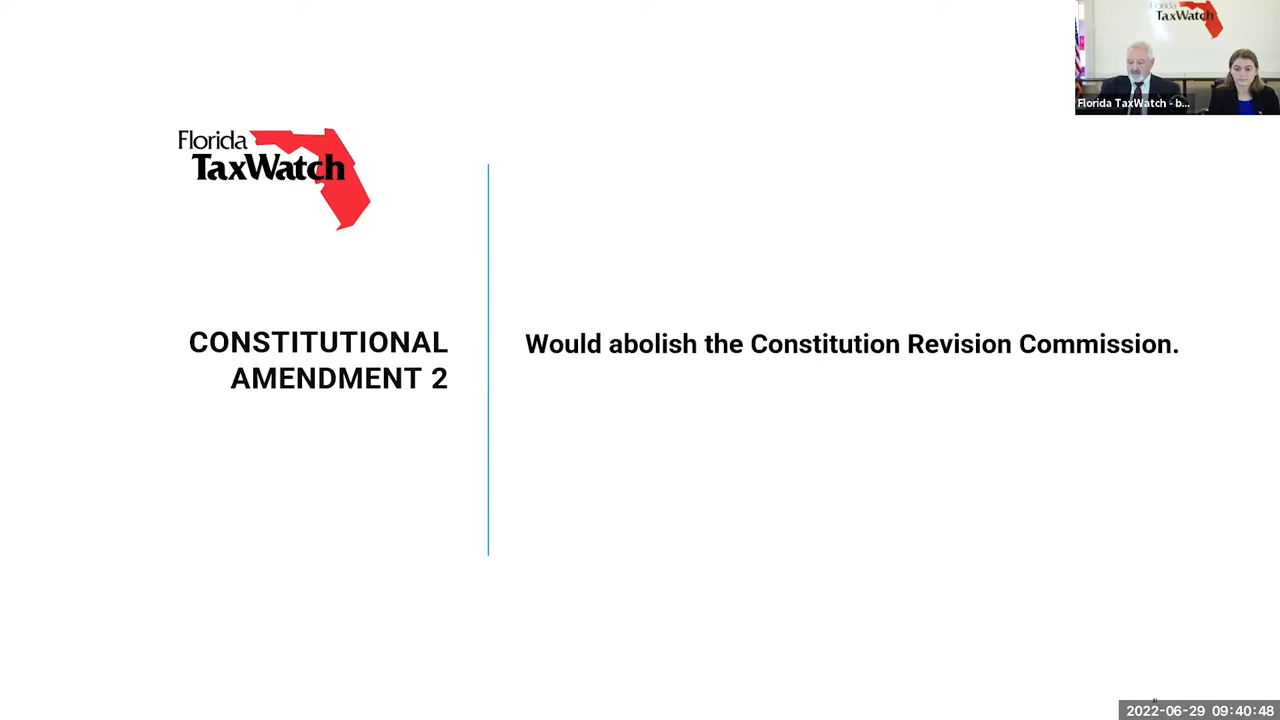 Florida
TaxWatch
Florida TaxWatch - b...
Florida
TaxWatch
CONSTITUTIONAL
AMENDMENT 2
Would abolish the Constitution Revision Commission.
2022-06-29 09:40:48